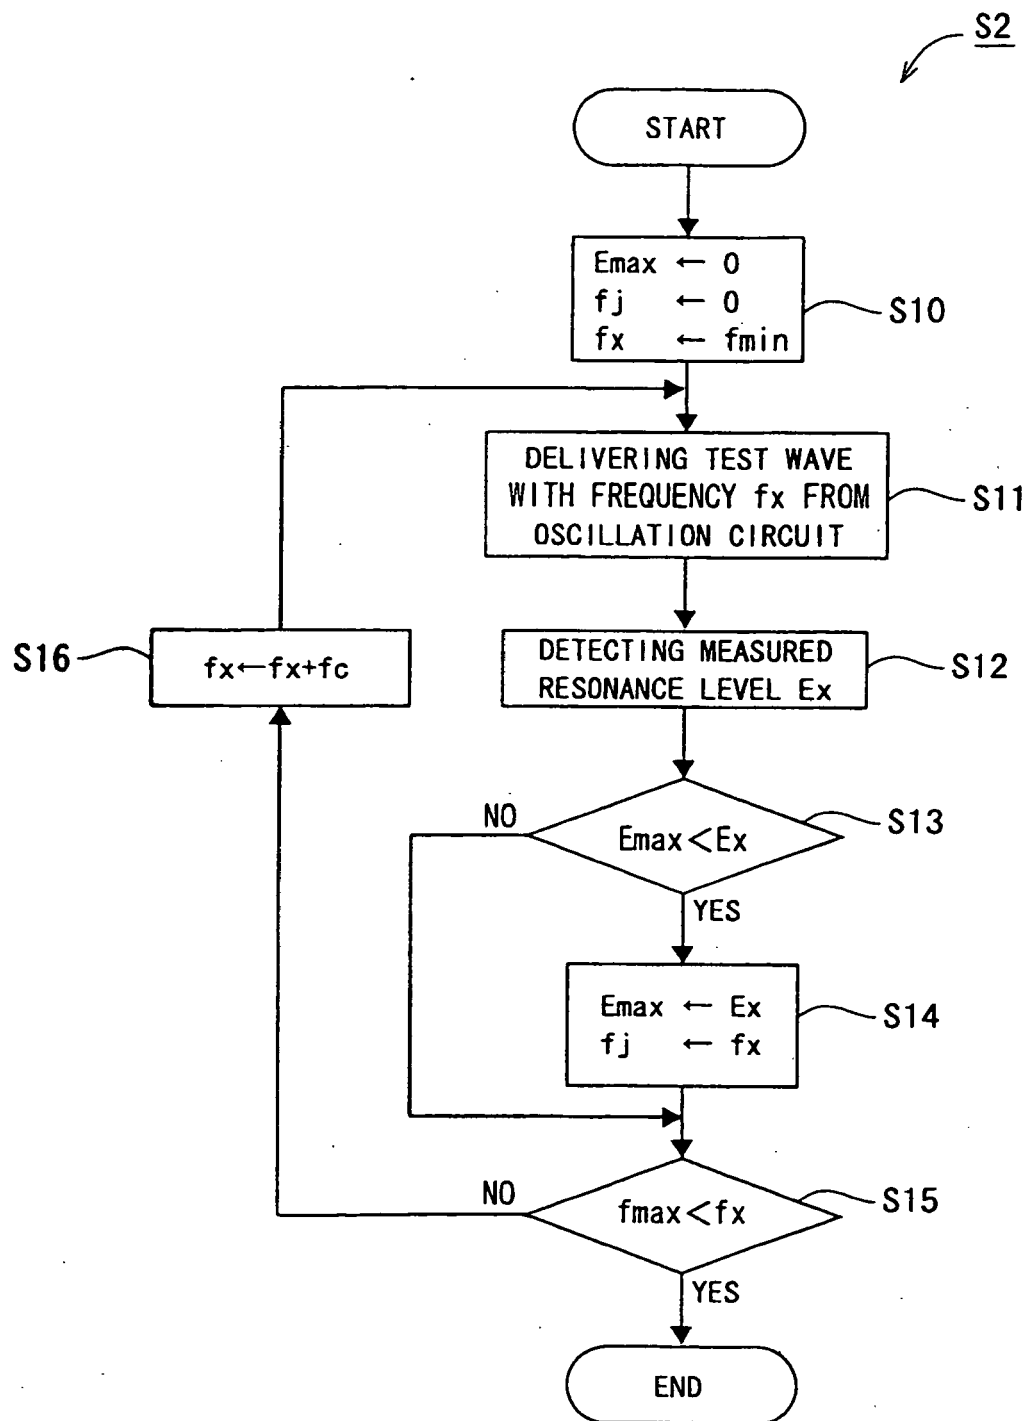 S2
START
Emax ← 0
fj ← 0
fx ← fmin
S10
DELIVERING TEST WAVE
WITH FREQUENCY fx FROM
OSCILLATION CIRCUIT
S11
S16
fx←fx+fc
DETECTING MEASURED
RESONANCE LEVEL Ex
S12
NO
Emax<Ex
S13
YES
Emax ← Ex
fj ← fx
S14
NO
fmax<fx
S15
YES
END